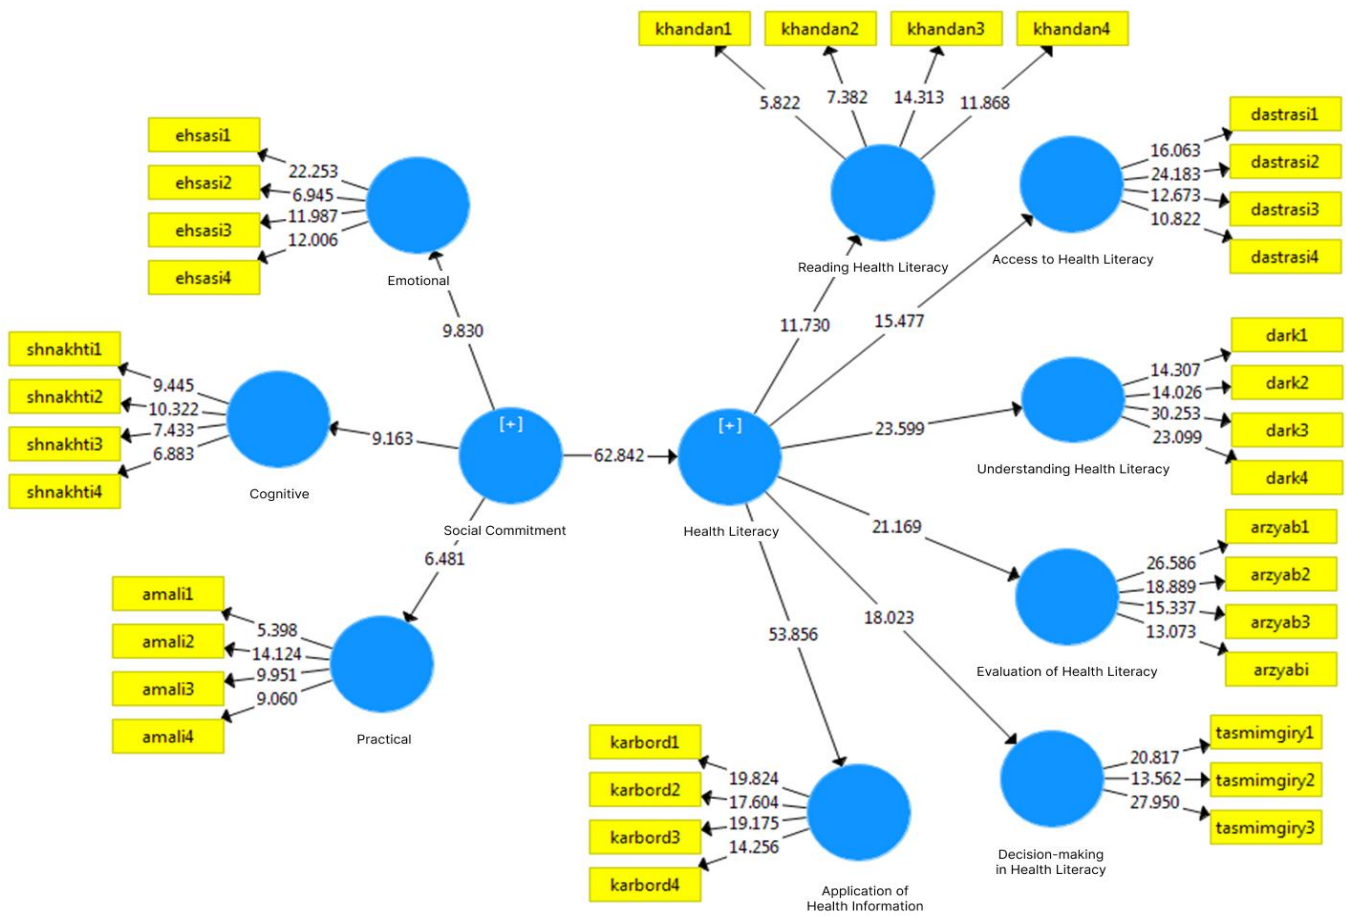 khandan1
khandan2
khandan3
khandan4
5.822
7.382
14.313
11.868
Reading Health Literacy
dastrasi1
dastrasi2
dastrasi3
dastrasi4
16.063
24.183
12.673
10.822
Access to Health Literacy
ehsasi1
ehsasi2
ehsasi3
ehsasi4
22.253
6.945
11.987
12.006
Emotional
9.830
11.730
15.477
shnakhti1
shnakhti2
shnakhti3
shnakhti4
9.445
10.322
7.433
6.883
Cognitive
9.163
[+]
Social Commitment
62.842
[+]
Health Literacy
23.599
dark1
dark2
dark3
dark4
14.307
14.026
30.253
23.099
Understanding Health Literacy
21.169
arzyab1
arzyab2
arzyab3
arzyabi
26.586
18.889
15.337
13.073
Evaluation of Health Literacy
6.481
amali1
amali2
amali3
amali4
5.398
14.124
9.951
9.060
Practical
53.856
18.023
karbord1
karbord2
karbord3
karbord4
19.824
17.604
19.175
14.256
Application of
Health Information
tasmimgiry1
tasmimgiry2
tasmimgiry3
20.817
13.562
27.950
Decision-making
in Health Literacy